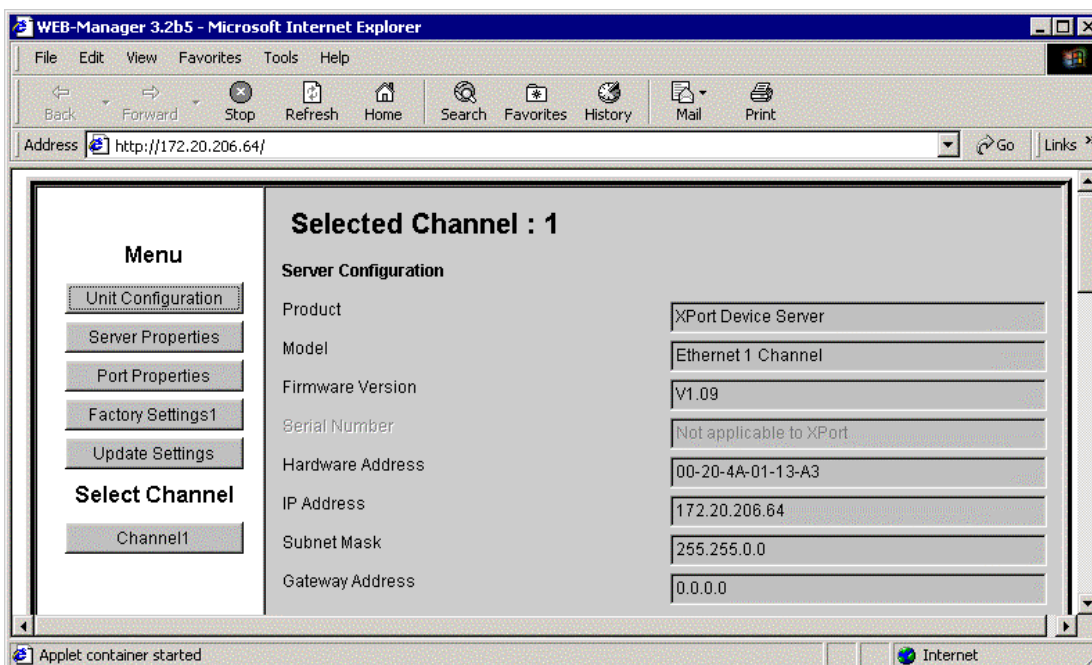 WEB-Manager 3.2b5 - Microsoft Internet Explorer
File Edit View Favorites Tools Help
Back Forward Stop Refresh Home Search Favorites History Mail Print
Address http://172.20.206.64/ Go Links »
Menu
Unit Configuration
Server Properties
Port Properties
Factory Settings1
Update Settings
Select Channel
Channel1
Selected Channel : 1
Server Configuration
Product XPort Device Server
Model Ethernet 1 Channel
Firmware Version V1.09
Serial Number Not applicable to XPort
Hardware Address 00-20-4A-01-13-A3
IP Address 172.20.206.64
Subnet Mask 255.255.0.0
Gateway Address 0.0.0.0
Applet container started Internet